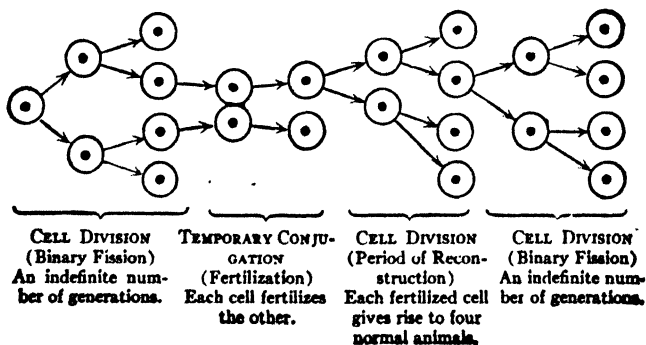 CELL DIVISION
(Binary Fission)
An indefinite num-
ber of generations.
TEMPORARY CONJU-
GATION
(Fertilization)
Each cell fertilizes
the other.
CELL DIVISION
(Period of Recon-
struction)
Each fertilized cell
gives rise to four
normal animals.
CELL DIVISION
(Binary Fission)
An indefinite num-
ber of generations.